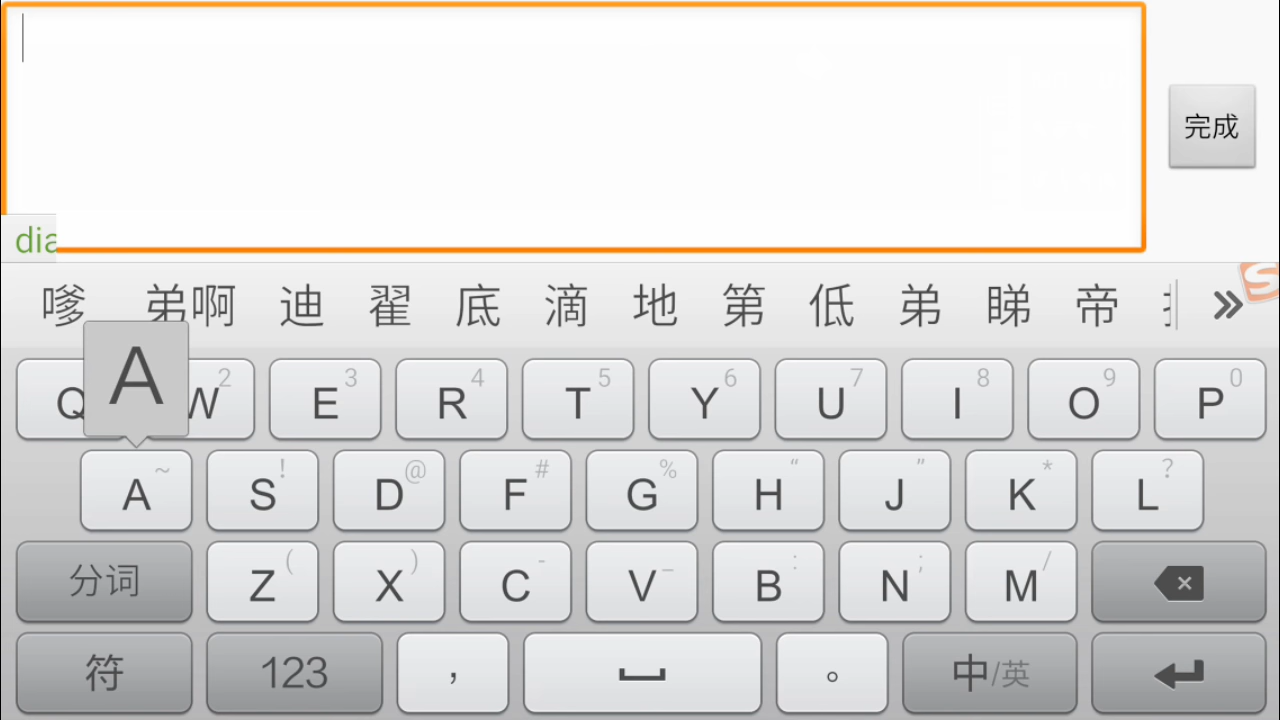 完成
dia
嗲 弟啊 迪 翟 底 滴 地 第 低 弟 睇 帝
A
Q W 2 E 3 R 4 T 5 Y 6 U 7 I 8 O 9 P 0
A ~ S ! D @ F # G % H “ J ” K * L ?
分词 Z ( X ) C - V _ B : N ; M /
符 123 ， 。 中/英